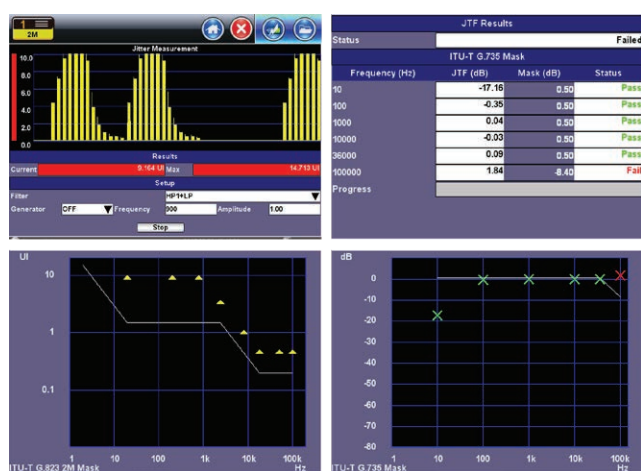 1
2M
Jitter Measurement
10.0
8.0
6.0
4.0
2.0
0.0
Results
Current 9.164 UI Max 14.713 UI
Setup
Filter HP1+LP
Generator OFF Frequency 900 Amplitude 1.00
Stop
JTF Results
Status Failed
ITU-T G.735 Mask
Frequency (Hz) JTF (dB) Mask (dB) Status
10 -17.16 0.50 Pass
100 -0.35 0.50 Pass
1000 0.04 0.50 Pass
10000 -0.03 0.50 Pass
36000 0.09 0.50 Pass
100000 1.84 -8.40 Fail
Progress
UI
10
1
0.1
1 10 100 1k 10k 100k
ITU-T G.823 2M Mask Hz
dB
0
-10
-20
-30
-40
-50
-60
-70
-80
1 10 100 1k 10k 100k
ITU-T G.735 Mask Hz